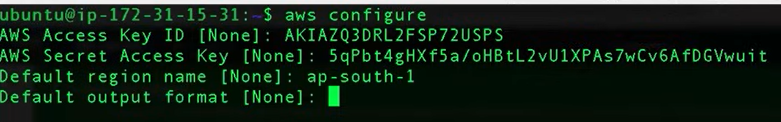 ubuntu@ip-172-31-15-31:~$ aws configure
AWS Access Key ID [None]: AKIAZQ3DRL2FSP72USPS
AWS Secret Access Key [None]: 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
Default region name [None]: ap-south-1
Default output format [None]: